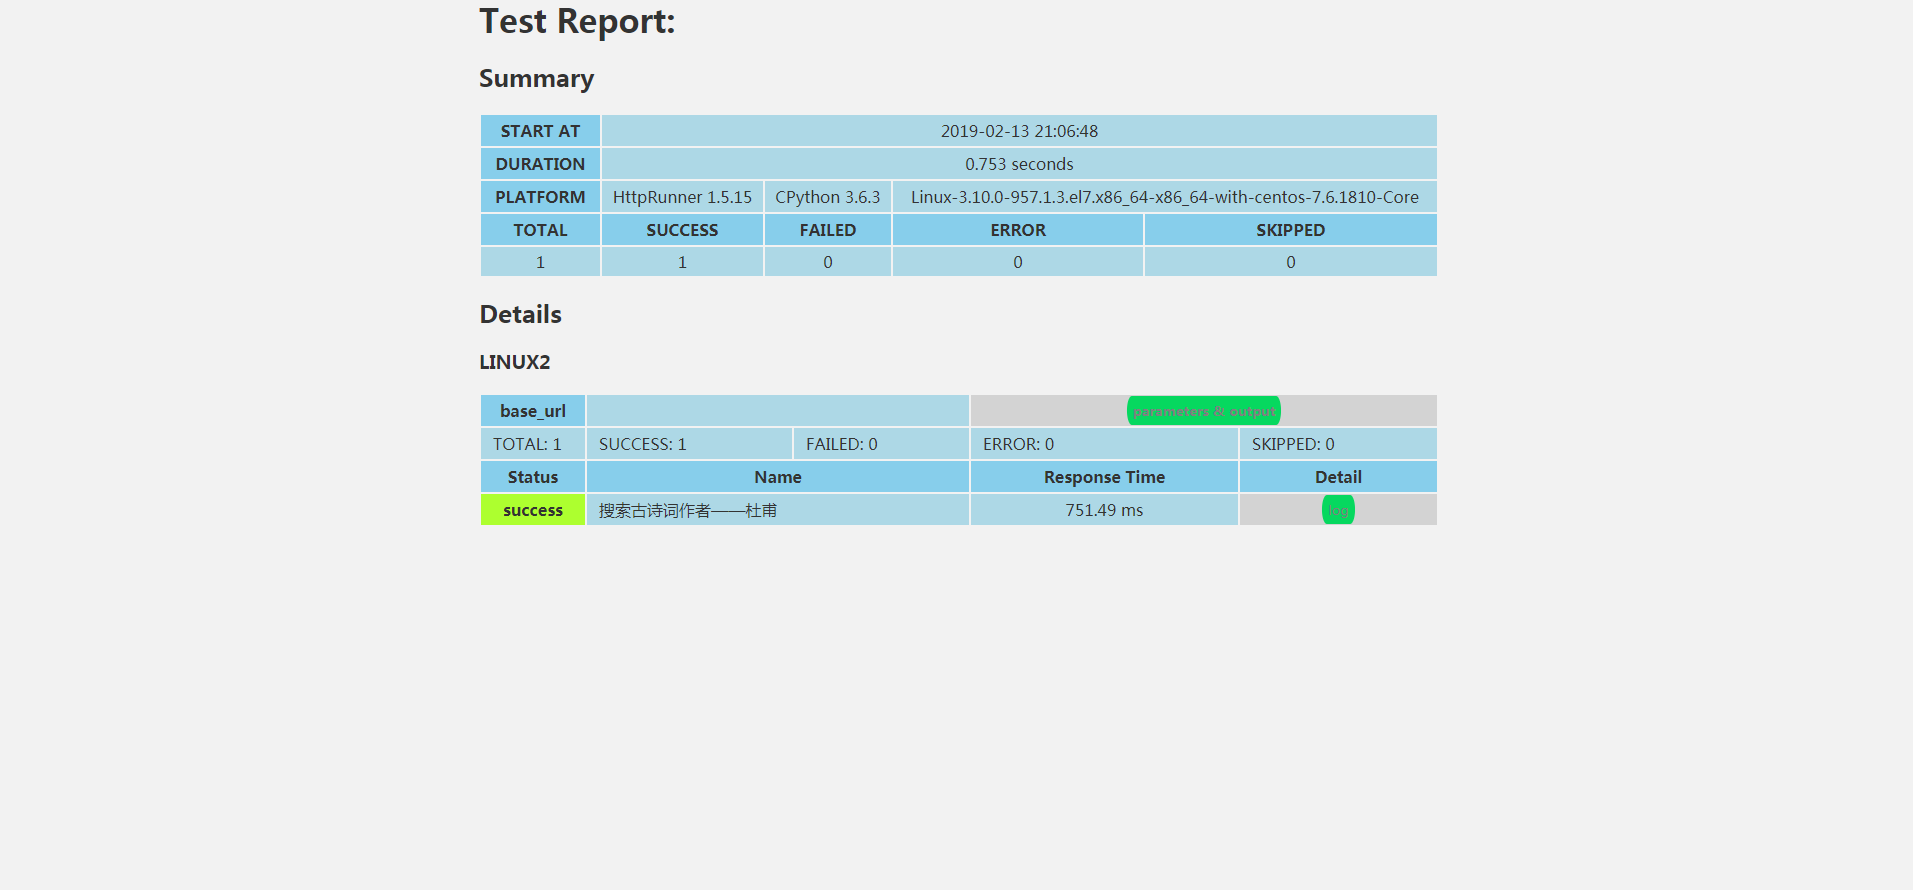 Test Report:
Summary
START AT 2019-02-13 21:06:48
DURATION 0.753 seconds
PLATFORM HttpRunner 1.5.15 CPython 3.6.3 Linux-3.10.0-957.1.3.el7.x86_64-x86_64-with-centos-7.6.1810-Core
TOTAL SUCCESS FAILED ERROR SKIPPED
1 1 0 0 0
Details
LINUX2
base_url parameters & output
TOTAL: 1 SUCCESS: 1 FAILED: 0 ERROR: 0 SKIPPED: 0
Status Name Response Time Detail
success 搜索古诗词作者——杜甫 751.49 ms log